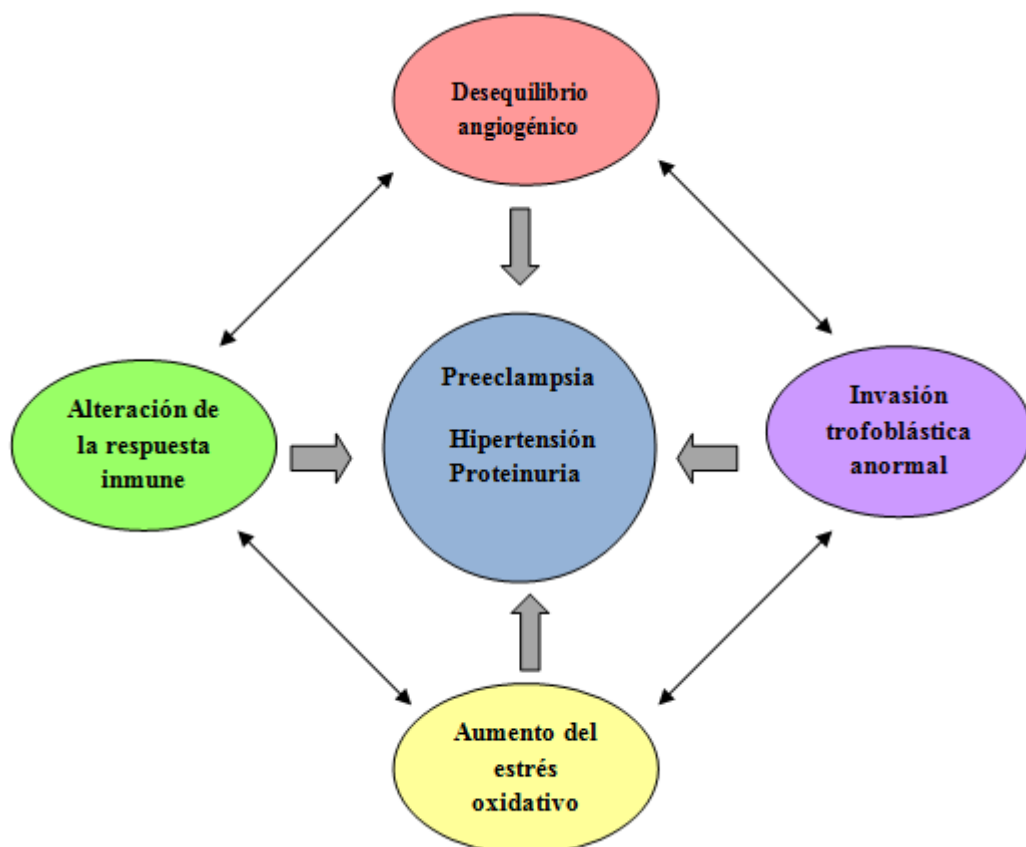 Desequilibrio
angiogénico
Alteración de
la respuesta
inmune
Preeclampsia
Hipertensión
Proteinuria
Invasión
trofoblástica
anormal
Aumento del
estrés
oxidativo